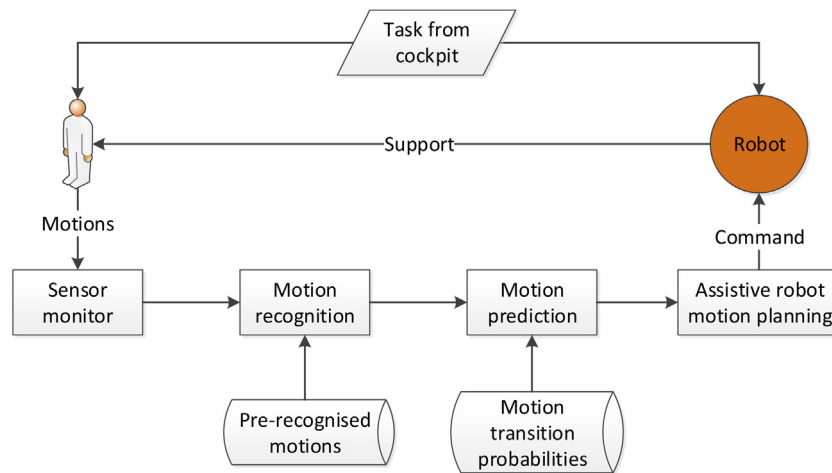 Task from
cockpit
Support
Robot
Motions
Command
Sensor
monitor
Motion
recognition
Motion
prediction
Assistive robot
motion planning
Pre-recognised
motions
Motion
transition
probabilities